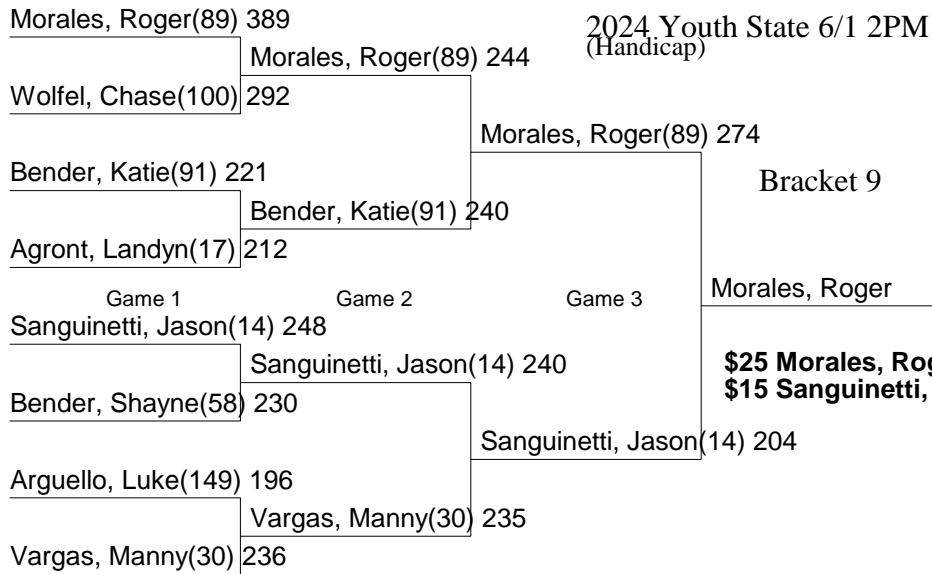 Morales, Roger(89) 389
2024 Youth State 6/1 2PM
(Handicap)
Morales, Roger(89) 244
Wolfel, Chase(100) 292
Morales, Roger(89) 274
Bender, Katie(91) 221
Bracket 9
Bender, Katie(91) 240
Agront, Landyn(17) 212
Game 1 Game 2 Game 3
Morales, Roger
Sanguinetti, Jason(14) 248
Sanguinetti, Jason(14) 240
$25 Morales,
$15 Sanguinetti,
Bender, Shayne(58) 230
Sanguinetti, Jason(14) 204
Arguello, Luke(149) 196
Vargas, Manny(30) 235
Vargas, Manny(30) 236